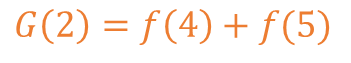 G(2) = f(4) + f(5)